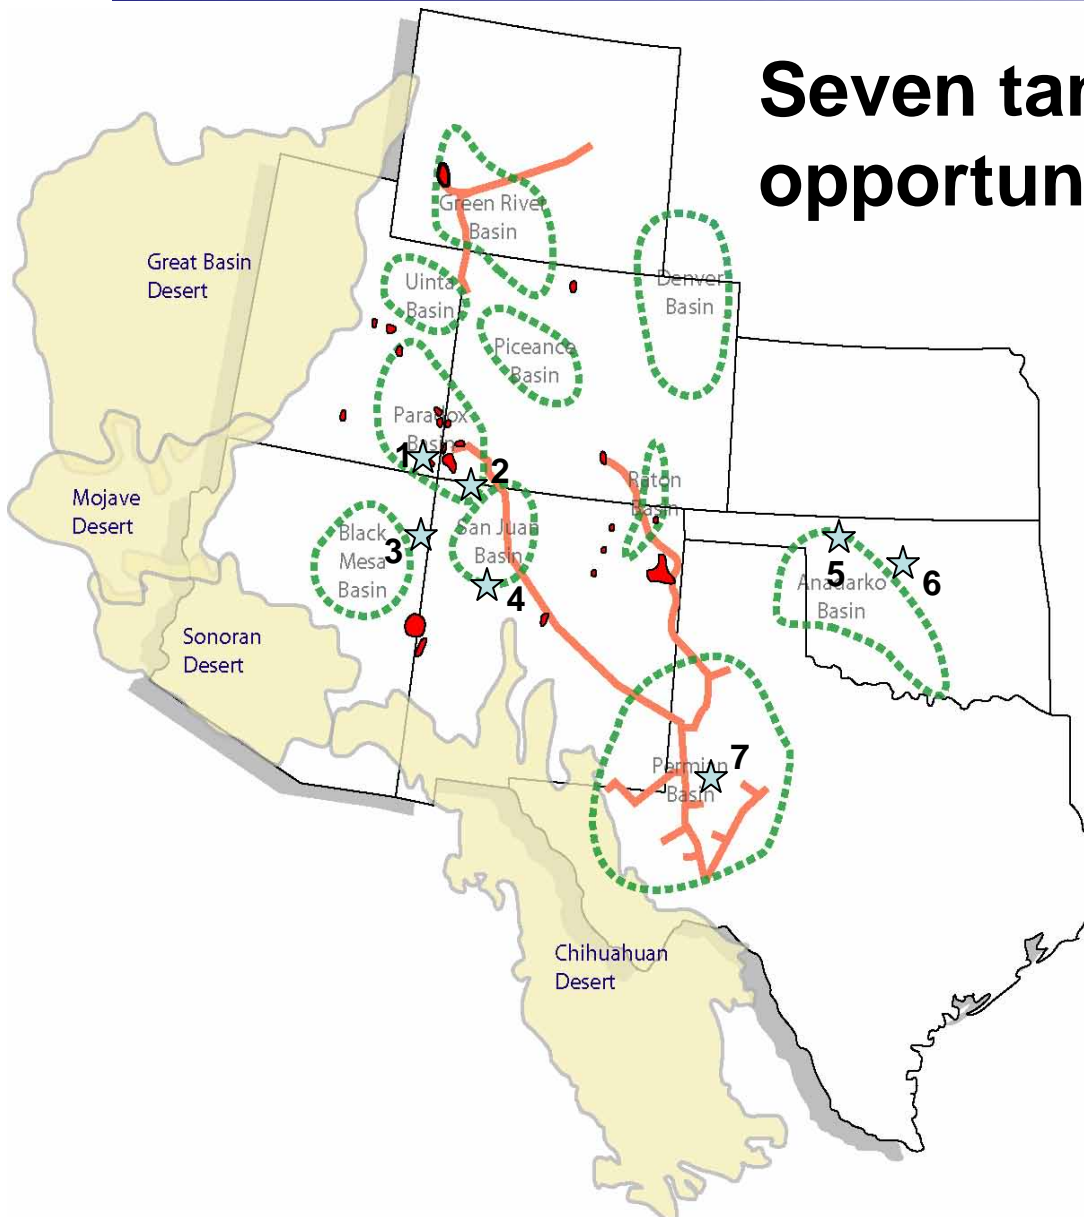 Seven tar
opportun
Green River
Basin
Great Basin
Desert
Uinta
Basin
Denver
Basin
Piceance
Basin
Paradox
Basin
1
2
Mojave
Desert
Raton
Basin
Black
Mesa
Basin
3
San Juan
Basin
4
5
6
Anadarko
Basin
Sonoran
Desert
Permian
Basin
7
Chihuahuan
Desert